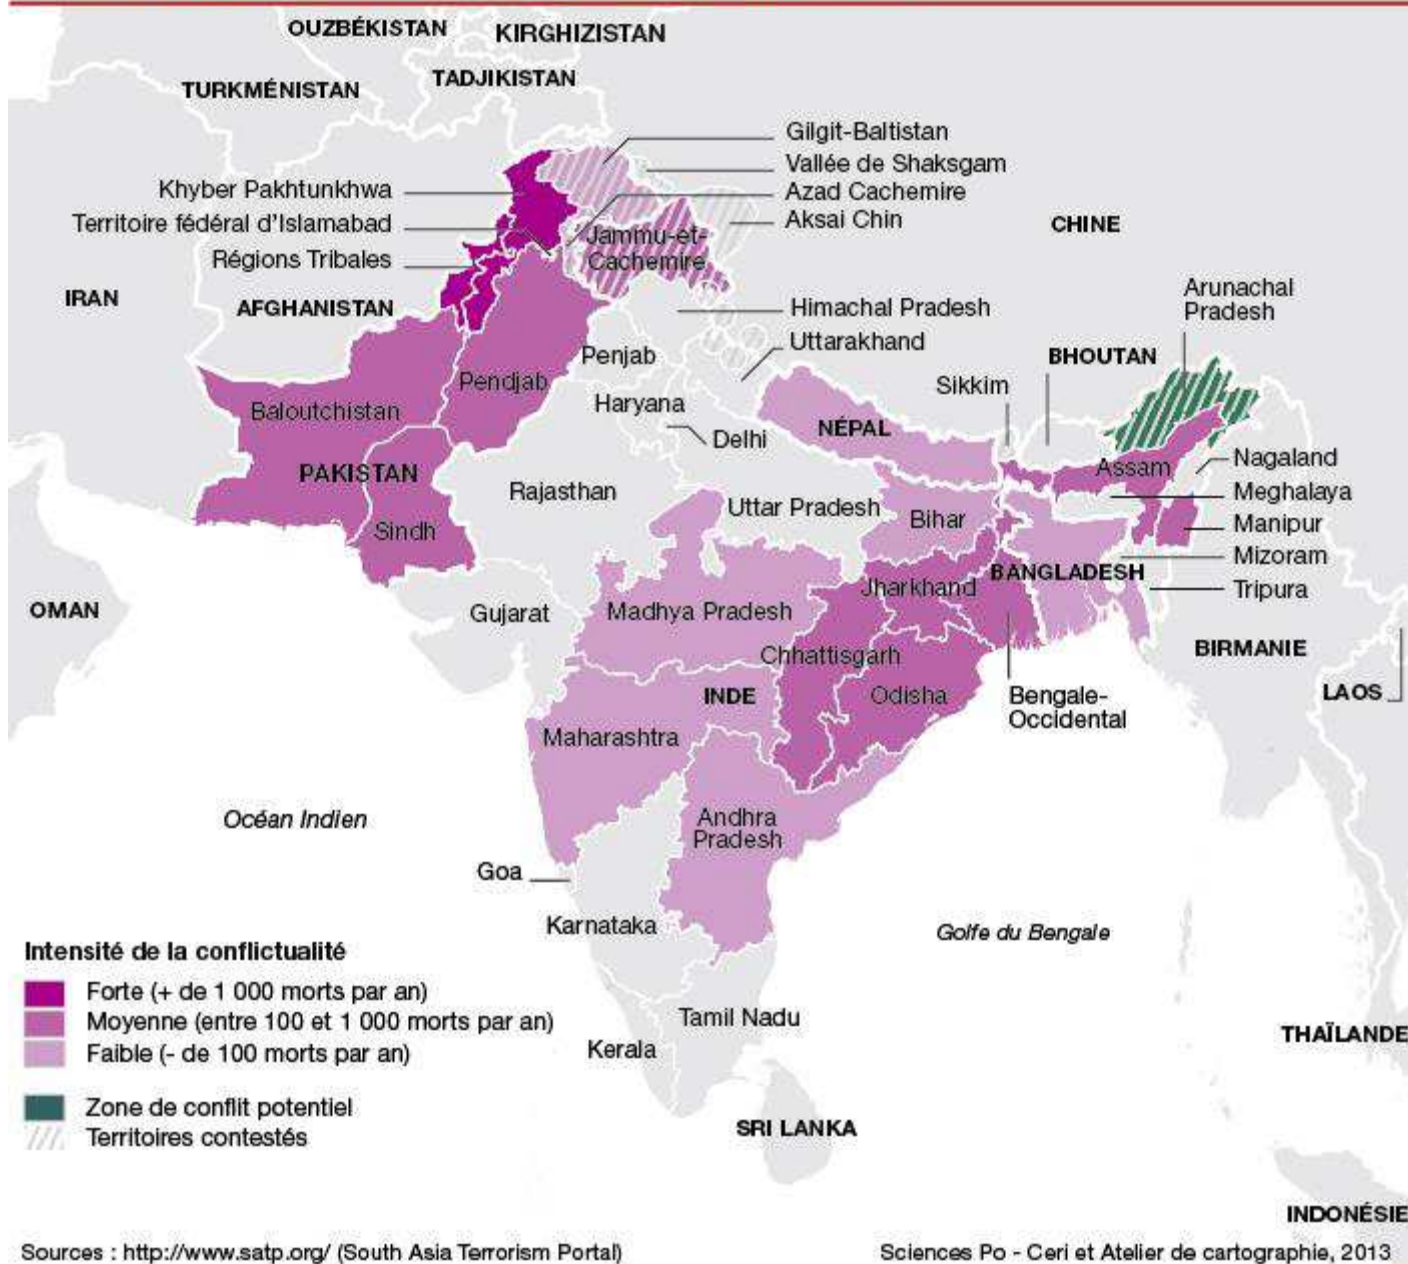 OUZBÉKISTAN
KIRGHIZISTAN
TADJIKISTAN
TURKMÉNISTAN
Gilgit-Baltistan
Vallée de Shaksgam
Khyber Pakhtunkhwa
Azad Cachemire
Territoire fédéral d'Islamabad
Aksai Chin
CHINE
Jammu-et-
Cachemire
Régions Tribales
IRAN
AFGHANISTAN
Himachal Pradesh
Arunachal
Pradesh
Uttarakhand
Penjab
BHOUTAN
Sikkim
Pendjab
Baloutchistan
Haryana
NÉPAL
Delhi
Assam
Nagaland
PAKISTAN
Rajasthan
Meghalaya
Uttar Pradesh
Bihar
Manipur
Sindh
Mizoram
BANGLADESH
Jharkhand
Tripura
OMAN
Gujarat
Madhya Pradesh
BIRMANIE
Chhattisgarh
LAOS
INDE
Odisha
Bengale-
Occidental
Maharashtra
Océan Indien
Andhra
Pradesh
Goa
Karnataka
Golfe du Bengale
Intensité de la conflictualité
Forte (+ de 1 000 morts par an)
Moyenne (entre 100 et 1 000 morts par an)
Faible (- de 100 morts par an)
Tamil Nadu
Kerala
THAÏLANDE
Zone de conflit potentiel
Territoires contestés
SRI LANKA
INDONÉSIE
Sources : http://www.satp.org/ (South Asia Terrorism Portal)
Sciences Po - Ceri et Atelier de cartographie, 2013